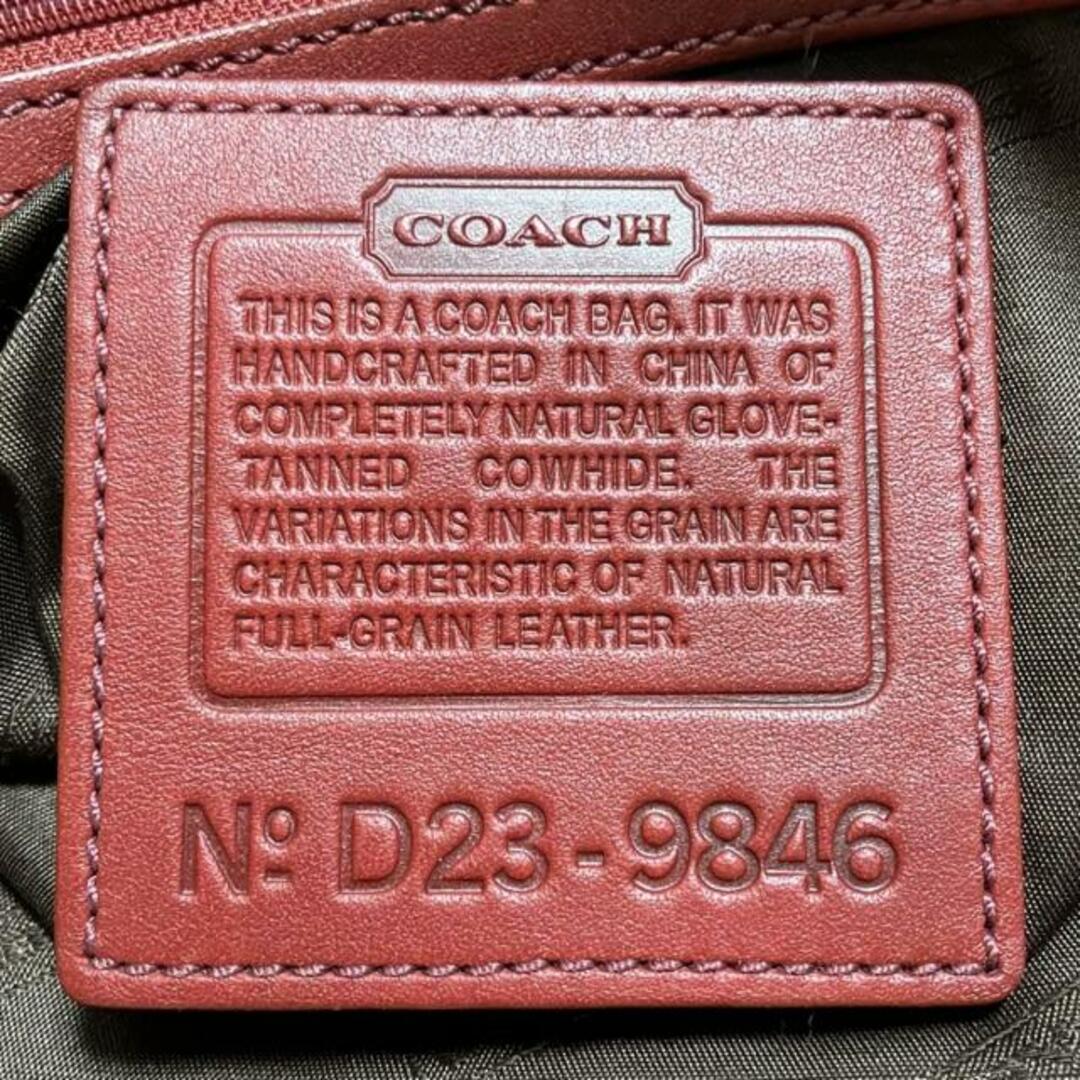 COACH
THIS IS A COACH BAG. IT WAS
HANDCRAFTED IN CHINA OF
COMPLETELY NATURAL GLOVE-
TANNED COWHIDE. THE
VARIATIONS IN THE GRAIN ARE
CHARACTERISTIC OF NATURAL
FULL-GRAIN LEATHER.
Nº D23-9846